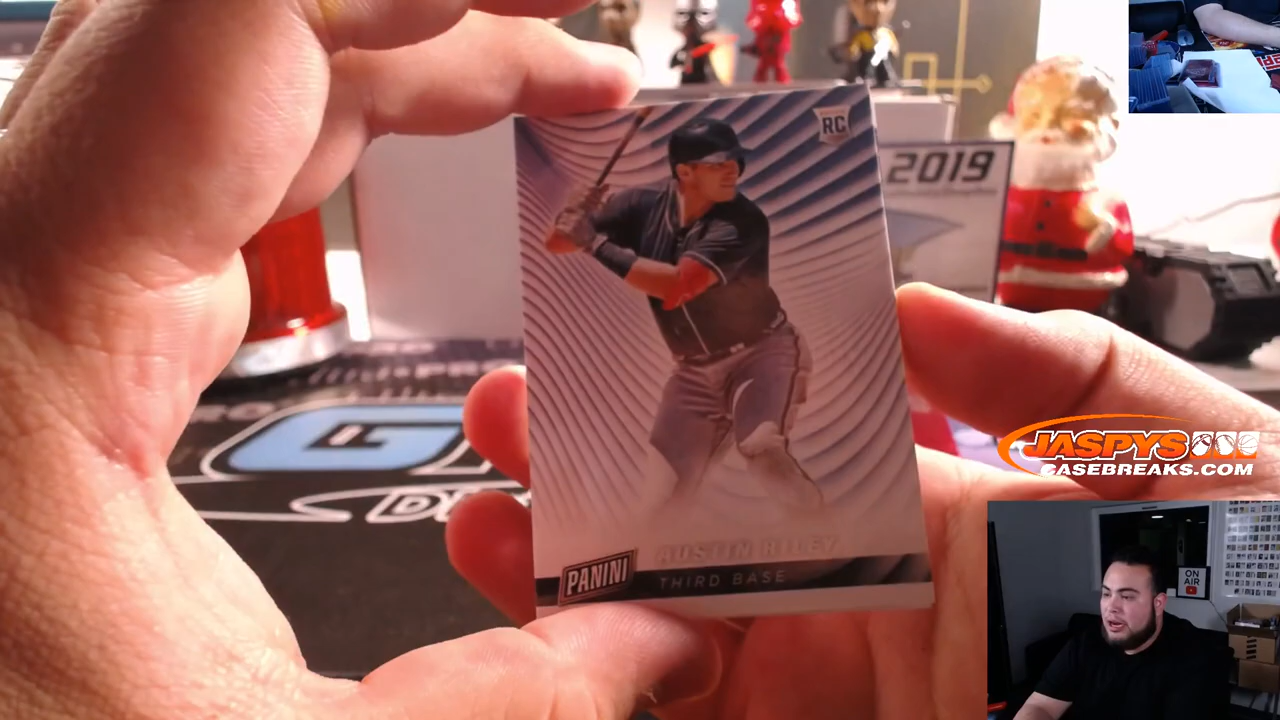 RC
2019
AUSTIN RILEY
PANINI
THIRD BASE
JASPYS
CASEBREAKS.COM
ON
AIR